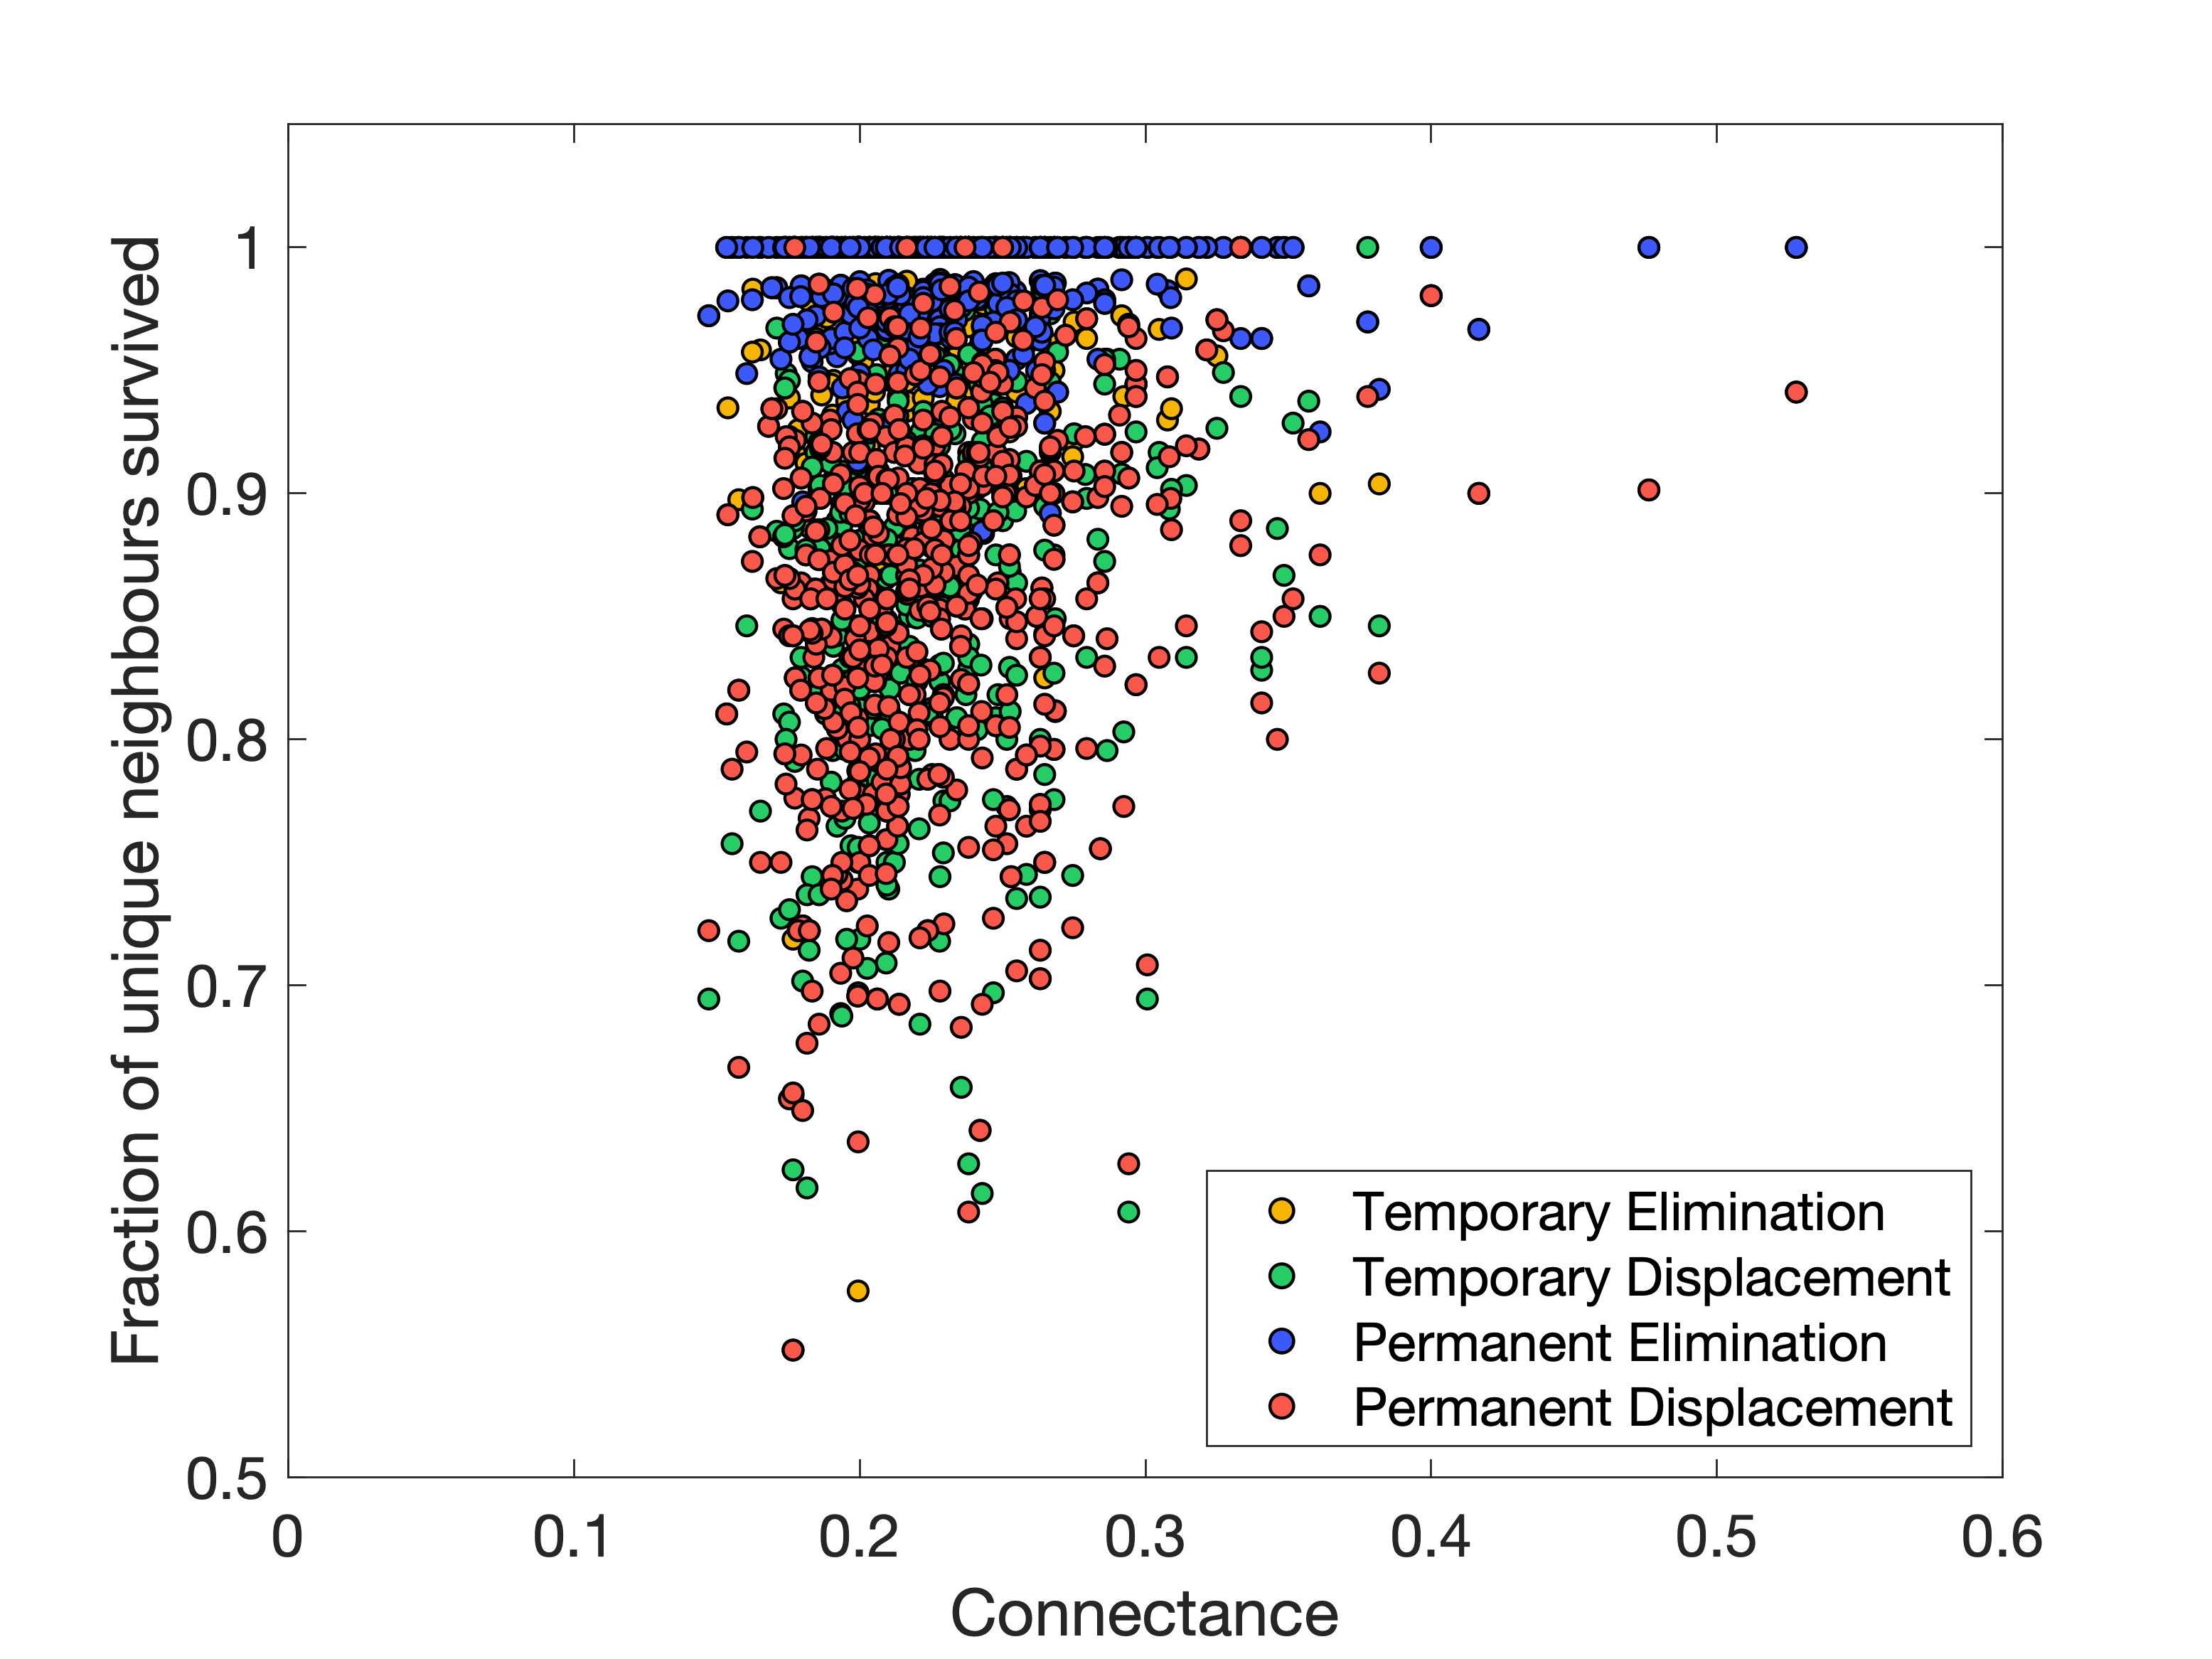 Fraction of unique neighbours survived
1
0.9
0.8
0.7
0.6
0.5
0
0.1
0.2
0.3
0.4
0.5
0.6
Connectance
Temporary Elimination
Temporary Displacement
Permanent Elimination
Permanent Displacement